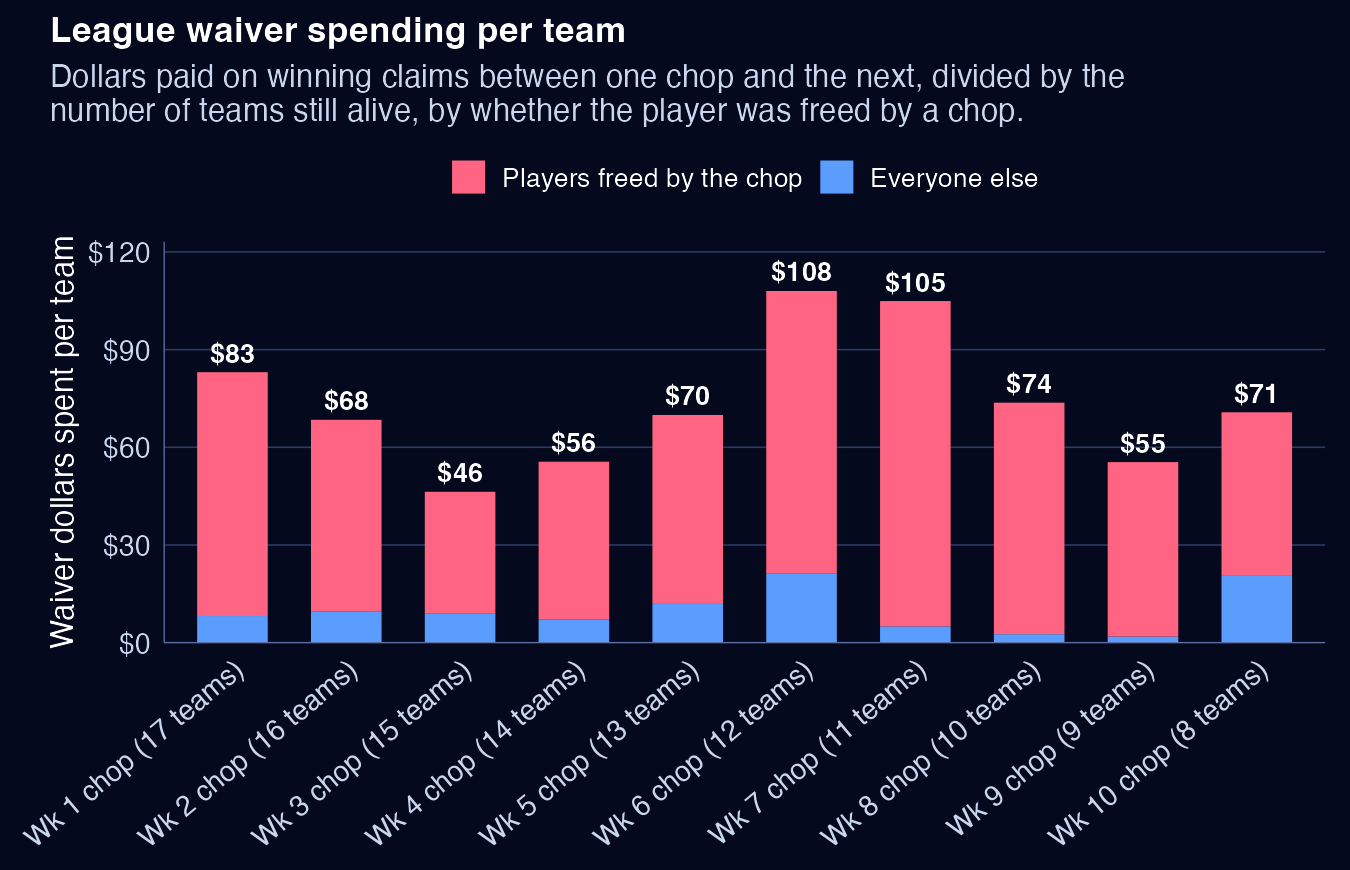 League waiver spending per team
Dollars paid on winning claims between one chop and the next, divided by the
number of teams still alive, by whether the player was freed by a chop.
Players freed by the chop
Everyone else
Waiver dollars spent per team
$120
$90
$60
$30
$0
$83
$68
$46
$56
$70
$108
$105
$74
$55
$71
Wk 1 chop (17 teams)
Wk 2 chop (16 teams)
Wk 3 chop (15 teams)
Wk 4 chop (14 teams)
Wk 5 chop (13 teams)
Wk 6 chop (12 teams)
Wk 7 chop (11 teams)
Wk 8 chop (10 teams)
Wk 9 chop (9 teams)
Wk 10 chop (8 teams)